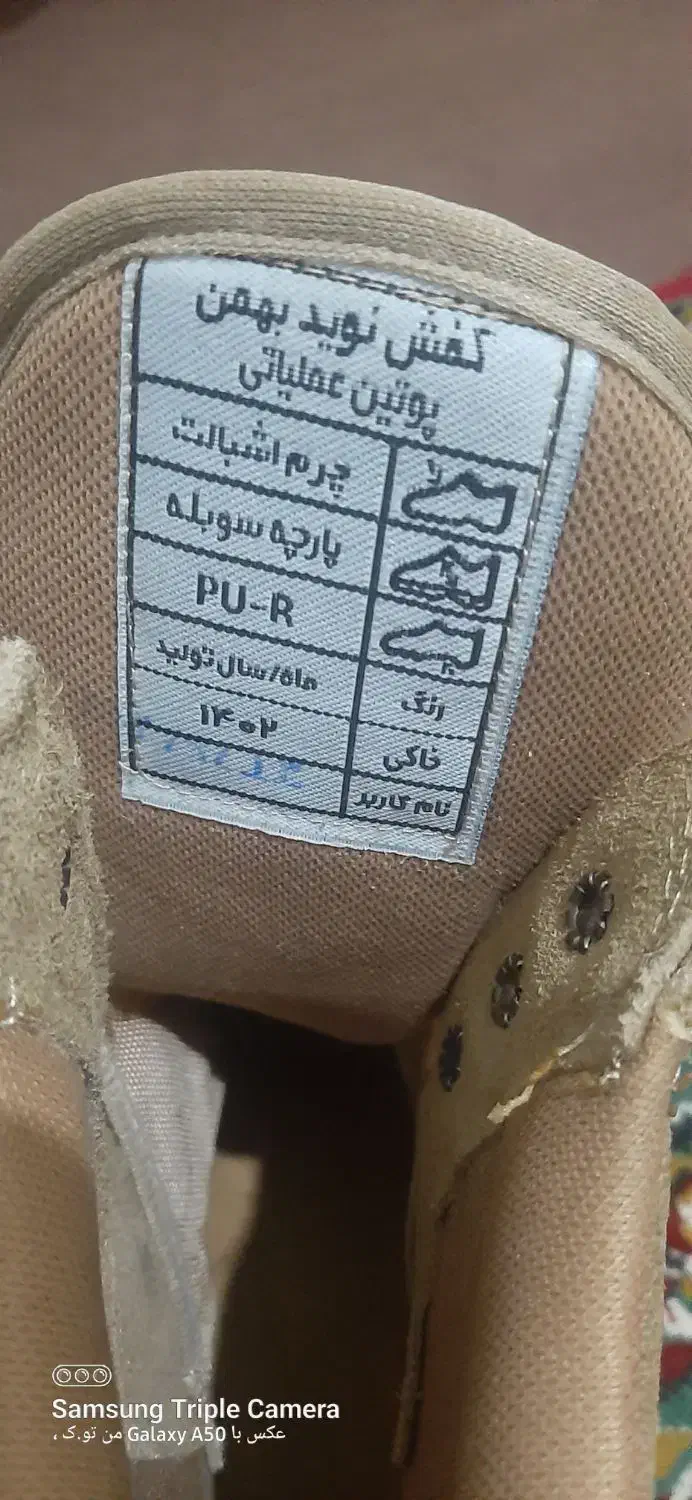 کفش نوید بهمن
پوتین عملیاتی
چرم اشبالت
پارچه سوبله
PU-R
رنگ
ماه/سال تولید
خاکی
۱۴۰۲
نام کاربر
Samsung Triple Camera
عکس با Galaxy A50 من تو.ک ،